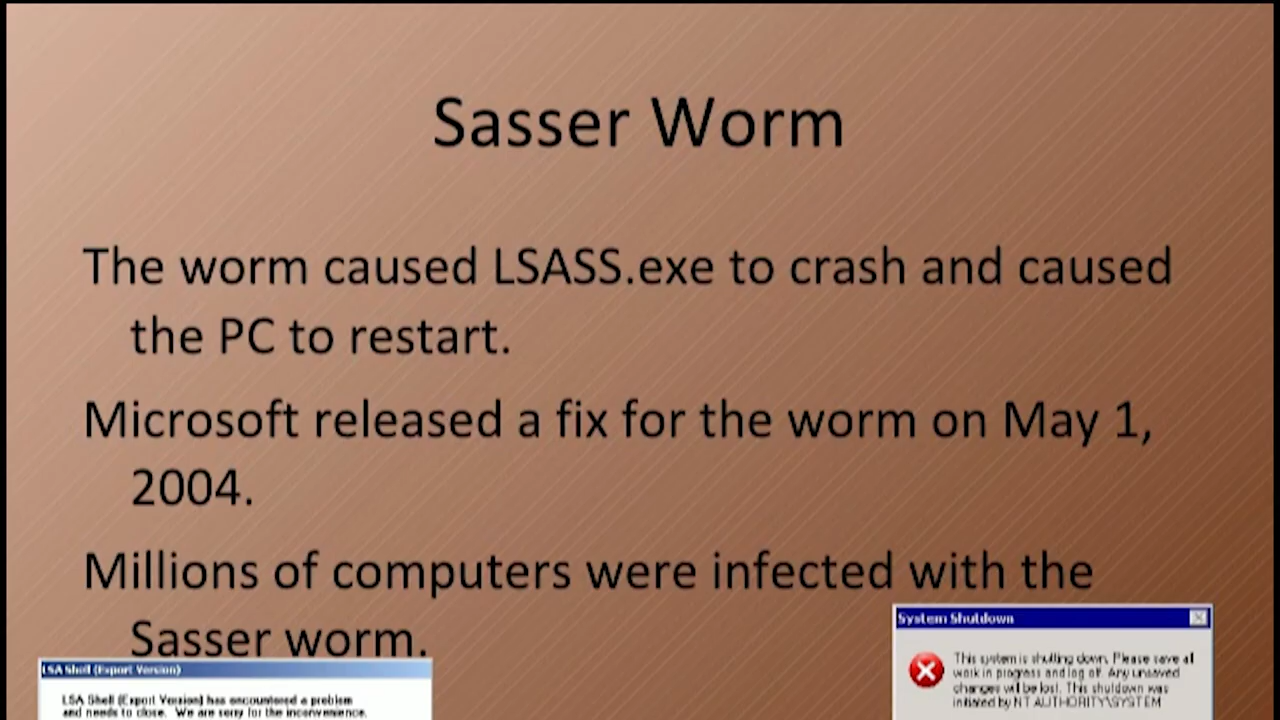 Sasser Worm
The worm caused LSASS.exe to crash and caused
the PC to restart.
Microsoft released a fix for the worm on May 1,
2004.
Millions of computers were infected with the
Sasser worm.
System Shutdown
This system is shutting down. Please save all
work in progress and log off. Any unsaved
changes will be lost. This shutdown was
initiated by NT AUTHORITY\SYSTEM
LSA Shell (Export Version)
LSA Shell (Export Version) has encountered a problem
and needs to close. We are sorry for the inconvenience.